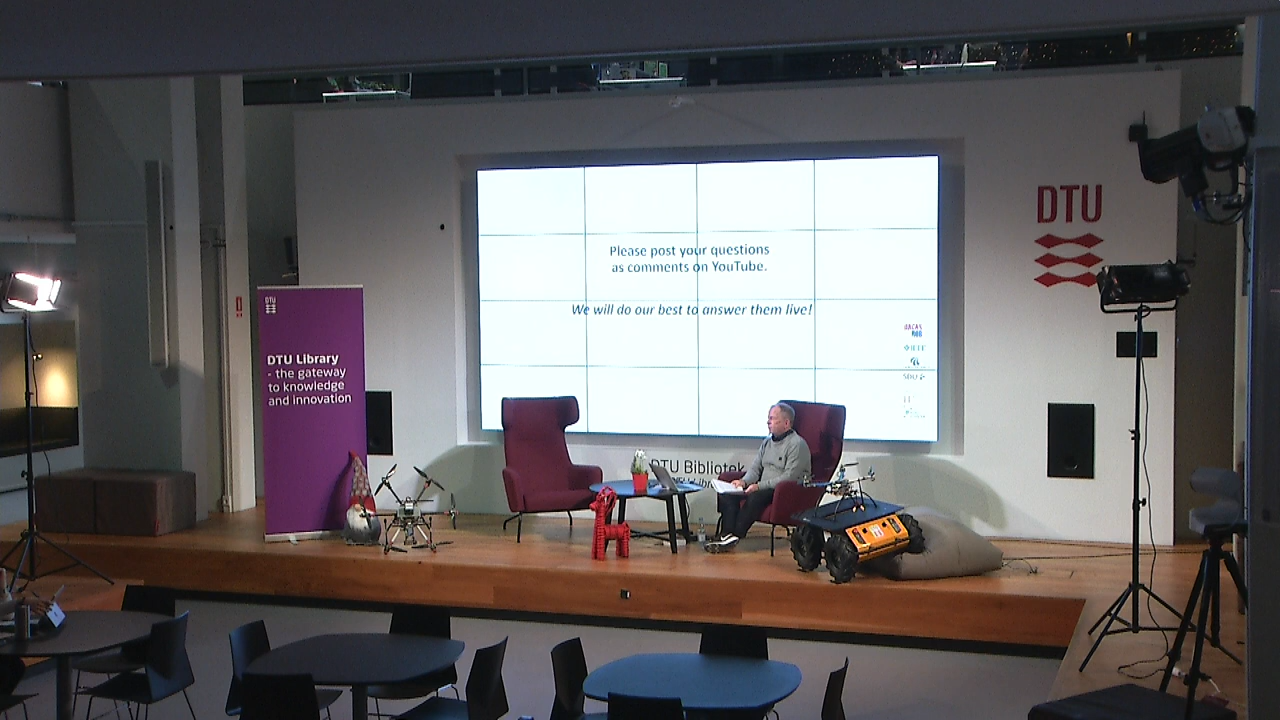 DTU
Please post your questions
as comments on YouTube.
We will do our best to answer them live!
DTU
DTU Library
- the gateway
to knowledge
and innovation
DTU Bibliotek